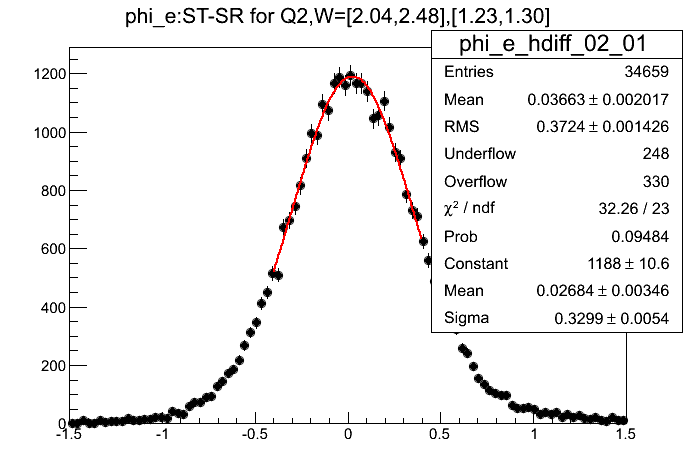 phi_e:ST-SR for Q2,W=[2.04,2.48],[1.23,1.30]
phi_e_hdiff_02_01
Entries 34659
Mean 0.03663 ± 0.002017
RMS 0.3724 ± 0.001426
Underflow 248
Overflow 330
χ² / ndf 32.26 / 23
Prob 0.09484
Constant 1188 ± 10.6
Mean 0.02684 ± 0.00346
Sigma 0.3299 ± 0.0054
1200
1000
800
600
400
200
0
-1.5 -1 -0.5 0 0.5 1 1.5